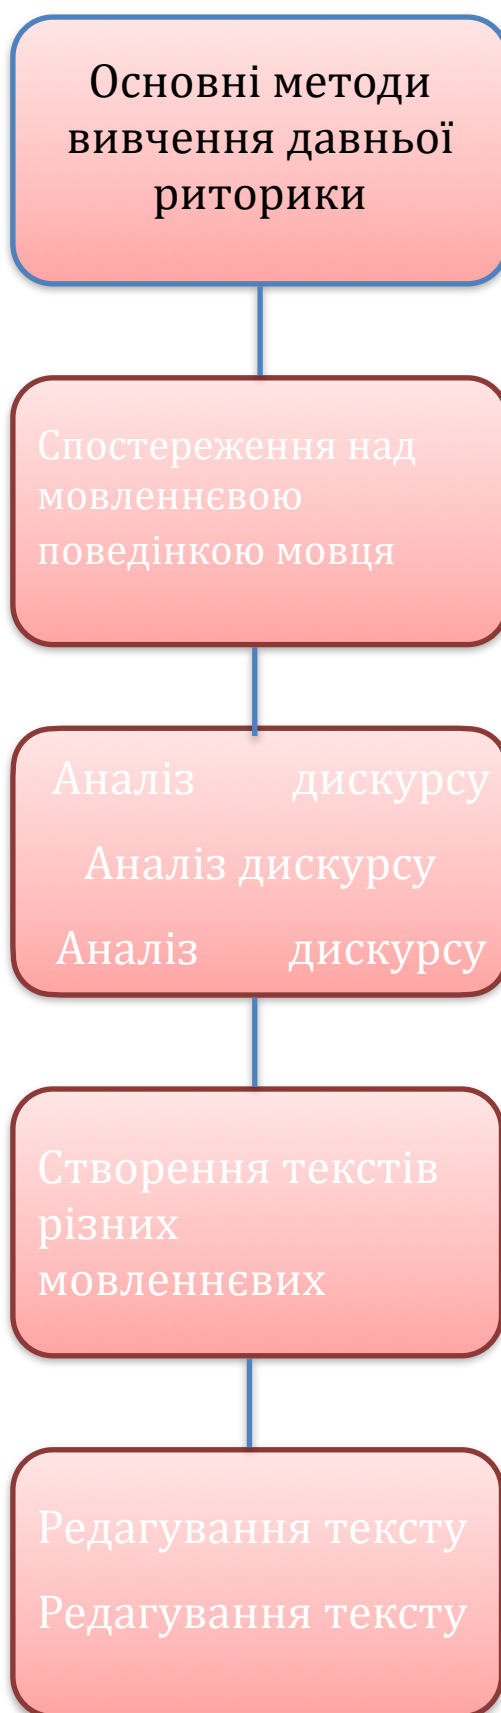 Основні методи
вивчення давньої
риторики
Спостереження над
мовленнєвою
поведінкою мовця
Аналіз дискурсу
Аналіз дискурсу
Аналіз дискурсу
Створення текстів
різних
мовленнєвих
Редагування тексту
Редагування тексту